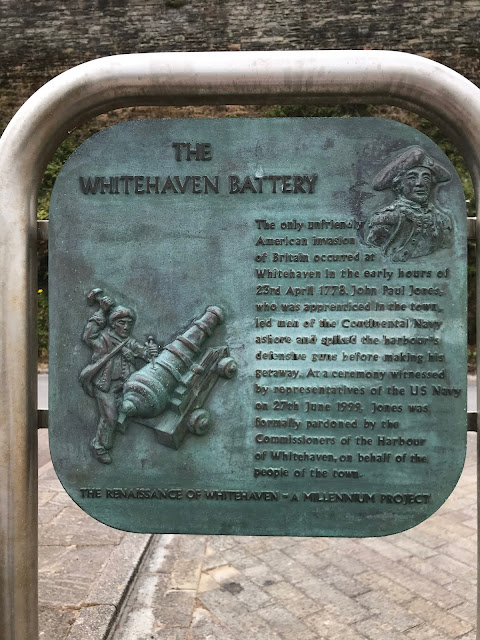 THE
WHITEHAVEN BATTERY
The only unfriendly
American invasion
of Britain occurred at
Whitehaven in the early hours of
23rd April 1778. John Paul Jones,
who was apprenticed in the town,
led men of the Continental Navy
ashore and spiked the harbour's
defensive guns before making his
getaway. At a ceremony witnessed
by representatives of the US Navy
on 27th June 1999, Jones was
formally pardoned by the
Commissioners of the Harbour
of Whitehaven, on behalf of the
people of the town.
THE RENAISSANCE OF WHITEHAVEN - A MILLENNIUM PROJECT